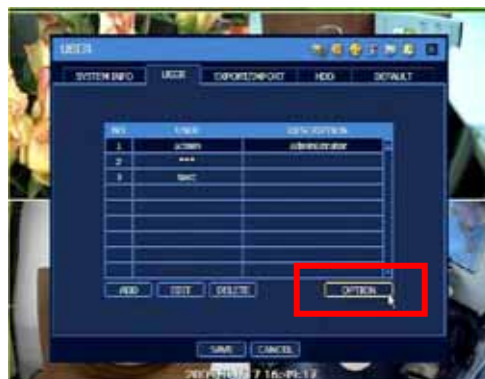 USER
SYSTEM INFO USER EXPORT/IMPORT HDD DEFAULT
NO. USER DESCRIPTION
1 admin administrator
2 ***
3 test
ADD EDIT DELETE OPTION
SAVE CANCEL